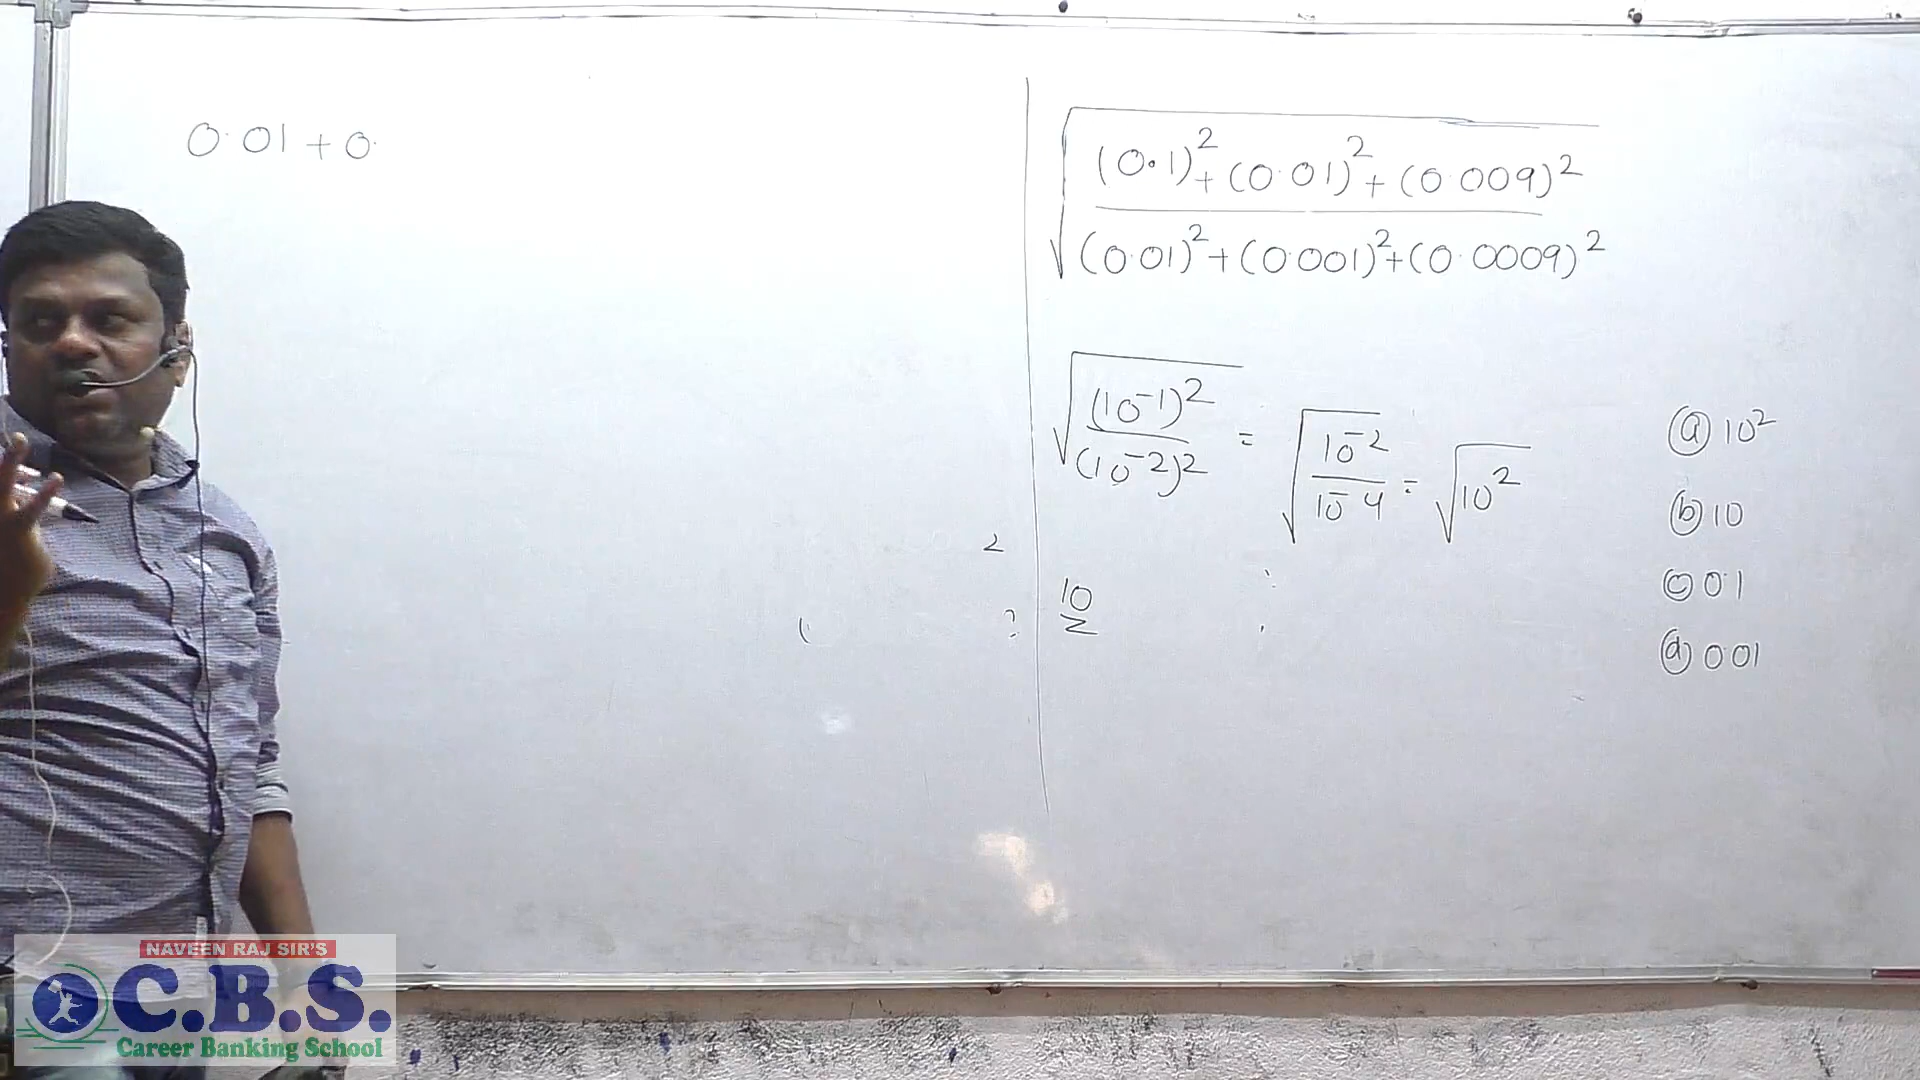 0.01 + 0.
√((0.1)² + (0.01)² + (0.009)² / (0.01)² + (0.001)² + (0.0009)²)
√((10⁻¹)² / (10⁻²)²) = √(10⁻² / 10⁻⁴) = √10²
10
ⓐ 10²
ⓑ 10
ⓒ 0.1
ⓓ 0.01
2
NAVEEN RAJ SIR'S
C.B.S.
Career Banking School